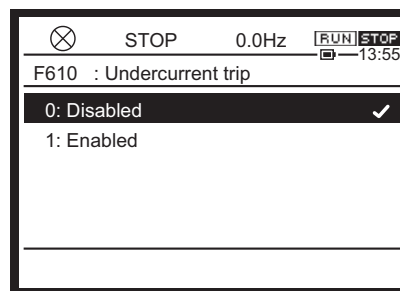 STOP 0.0Hz RUN STOP
13:55
F610 : Undercurrent trip
0: Disabled
1: Enabled